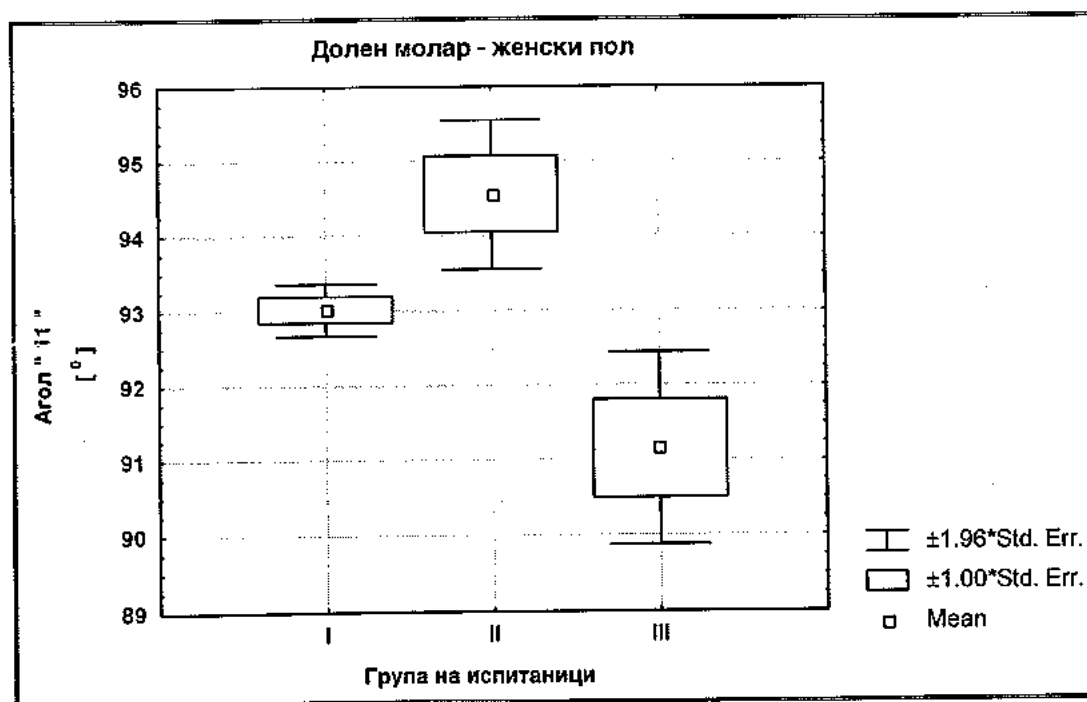 Долен молар - женски пол
96
95
94
93
92
91
90
89
Агол " i1 "
[ ⁰ ]
I II III
Група на испитаници
±1.96*Std. Err.
±1.00*Std. Err.
Mean